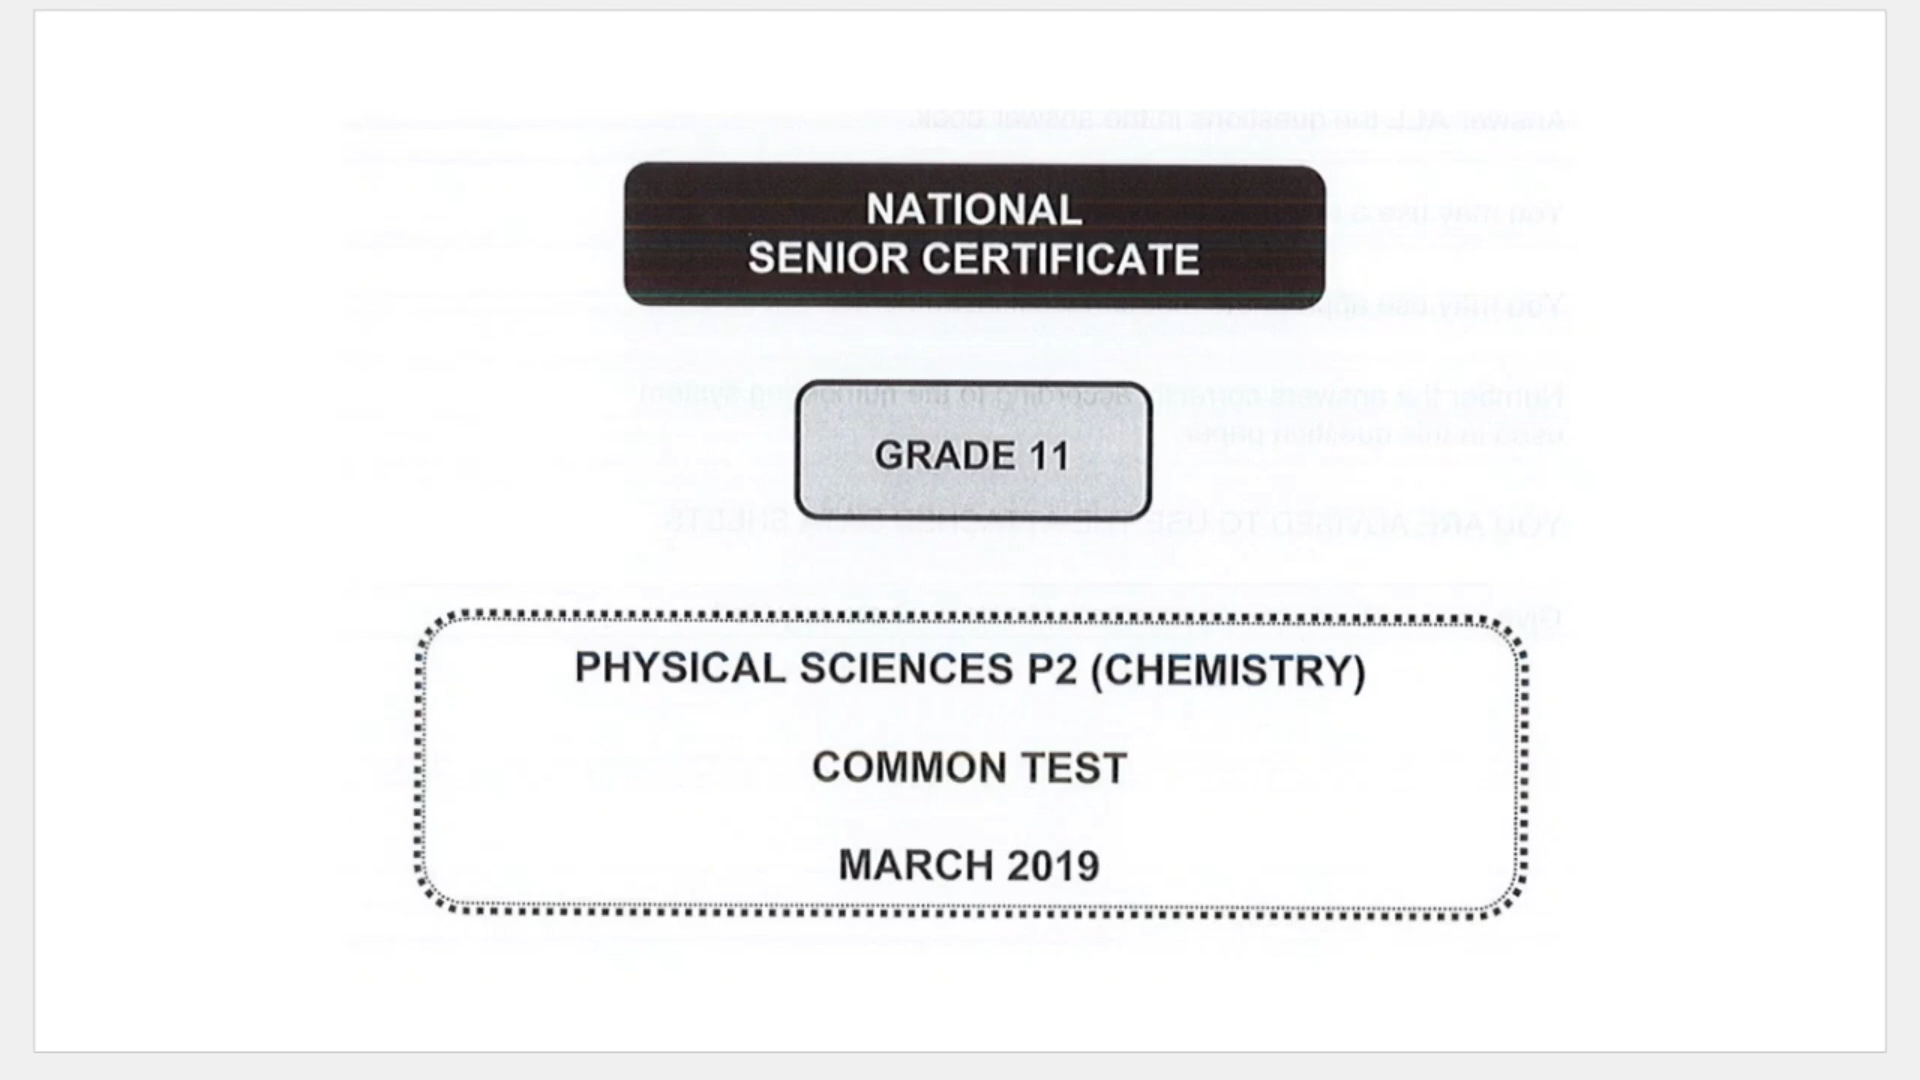 NATIONAL
SENIOR CERTIFICATE
GRADE 11
PHYSICAL SCIENCES P2 (CHEMISTRY)
COMMON TEST
MARCH 2019